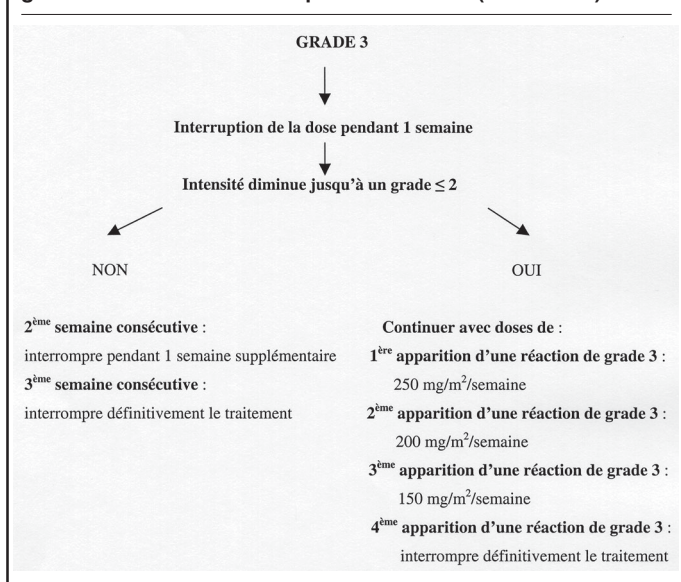 GRADE 3
Interruption de la dose pendant 1 semaine
Intensité diminue jusqu'à un grade ≤ 2
NON
OUI
2ème semaine consécutive :
interrompre pendant 1 semaine supplémentaire
3ème semaine consécutive :
interrompre définitivement le traitement
Continuer avec doses de :
1ère apparition d'une réaction de grade 3 :
250 mg/m²/semaine
2ème apparition d'une réaction de grade 3 :
200 mg/m²/semaine
3ème apparition d'une réaction de grade 3 :
150 mg/m²/semaine
4ème apparition d'une réaction de grade 3 :
interrompre définitivement le traitement